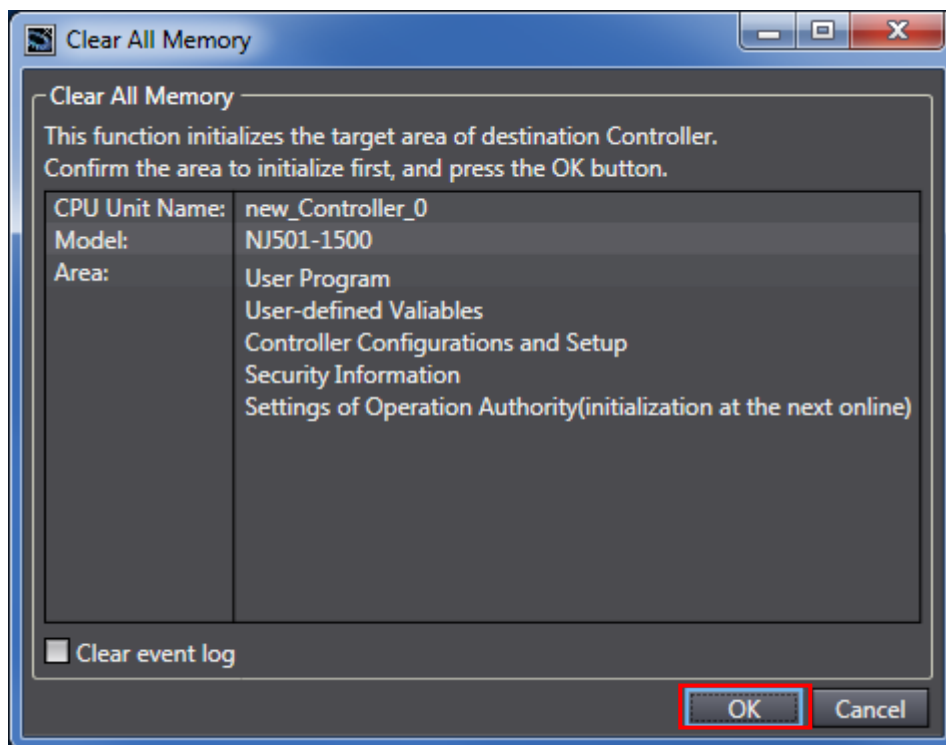 Clear All Memory
Clear All Memory
This function initializes the target area of destination Controller.
Confirm the area to initialize first, and press the OK button.
CPU Unit Name: new_Controller_0
Model: NJ501-1500
Area: User Program
User-defined Valiables
Controller Configurations and Setup
Security Information
Settings of Operation Authority(initialization at the next online)
Clear event log
OK Cancel